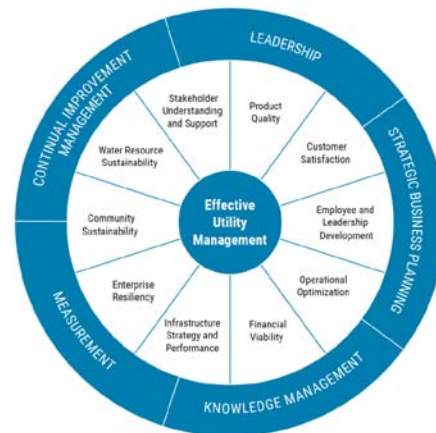 LEADERSHIP
STRATEGIC BUSINESS PLANNING
KNOWLEDGE MANAGEMENT
MEASUREMENT
CONTINUAL IMPROVEMENT
MANAGEMENT
Product
Quality
Customer
Satisfaction
Employee and
Leadership
Development
Operational
Optimization
Financial
Viability
Infrastructure
Strategy and
Performance
Enterprise
Resiliency
Community
Sustainability
Water Resource
Sustainability
Stakeholder
Understanding
and Support
Effective
Utility
Management